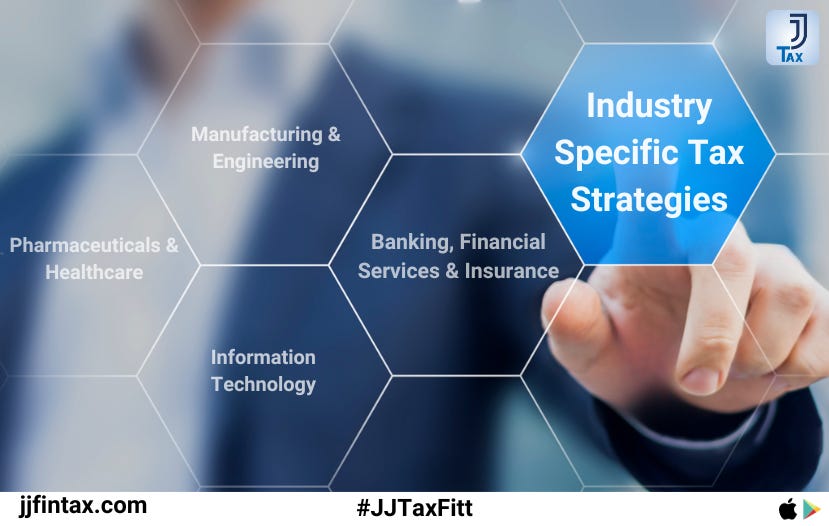 J
J
TAX
Industry
Specific Tax
Strategies
Manufacturing &
Engineering
Pharmaceuticals &
Healthcare
Banking, Financial
Services & Insurance
Information
Technology
jjfintax.com
#JJTaxFitt